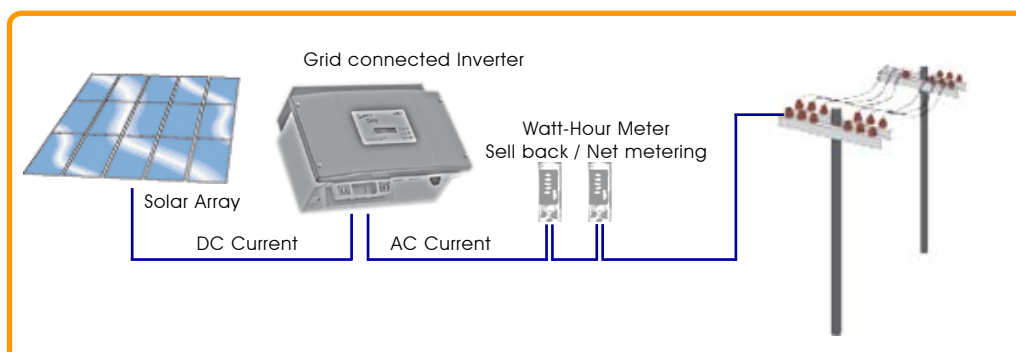 Grid connected Inverter
Watt-Hour Meter
Sell back / Net metering
Solar Array
DC Current
AC Current